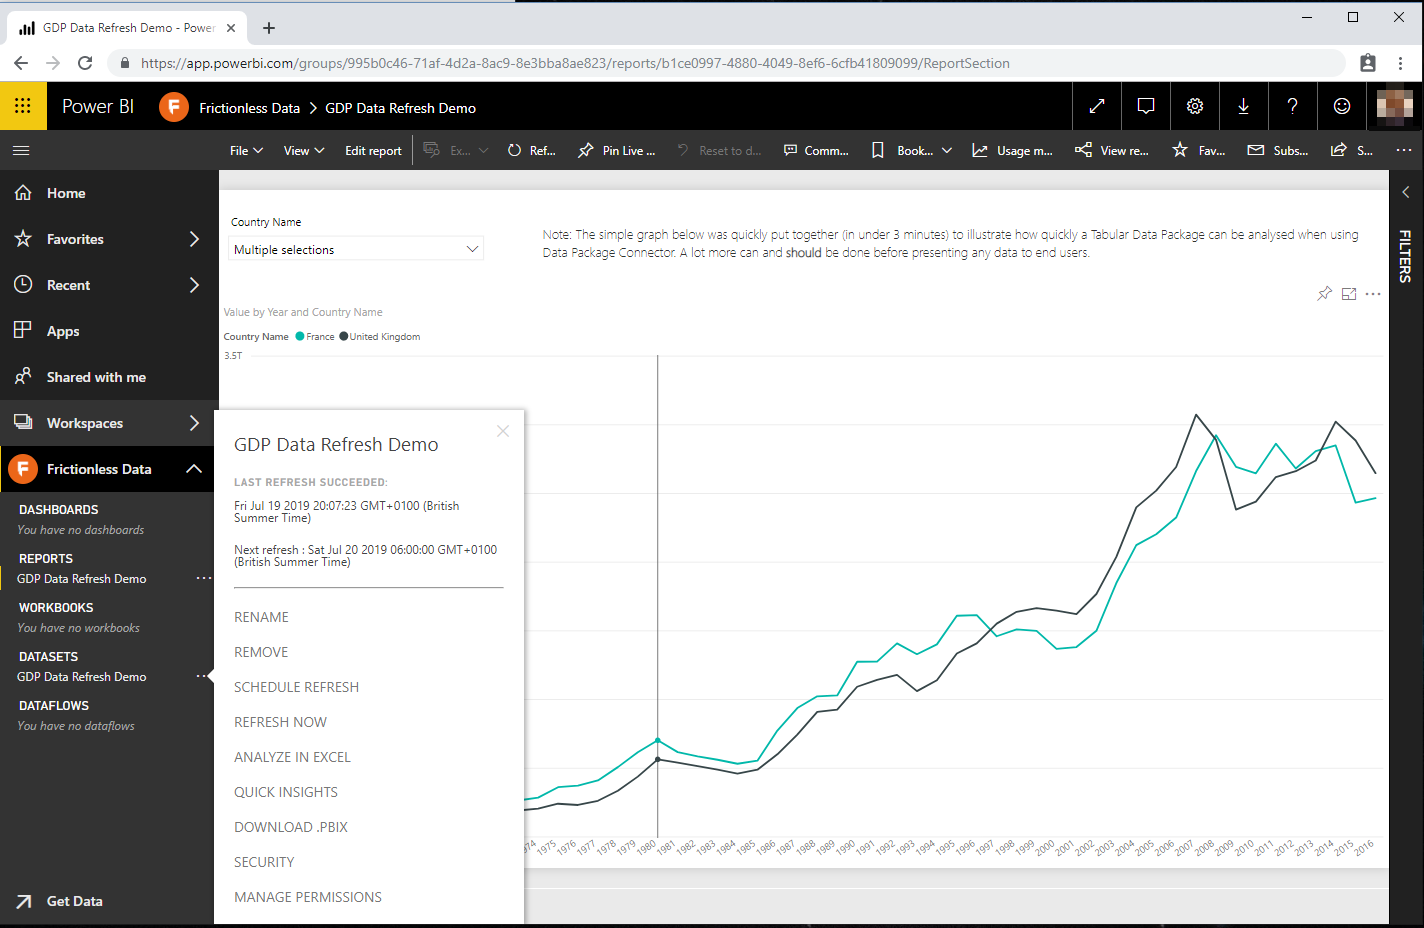 GDP Data Refresh Demo - Power
https://app.powerbi.com/groups/995b0c46-71af-4d2a-8ac9-8e3bba8ae823/reports/b1ce0997-4880-4049-8ef6-6cfb41809099/ReportSection
Power BI
F
Frictionless Data > GDP Data Refresh Demo
File
View
Edit report
Ex...
Ref...
Pin Live ...
Reset to d...
Comm...
Book...
Usage m...
View re...
Fav...
Subs...
S...
Home
Favorites
Recent
Apps
Shared with me
Workspaces
F
Frictionless Data
DASHBOARDS
You have no dashboards
REPORTS
GDP Data Refresh Demo
WORKBOOKS
You have no workbooks
DATASETS
GDP Data Refresh Demo
DATAFLOWS
You have no dataflows
Get Data
Country Name
Multiple selections
Note: The simple graph below was quickly put together (in under 3 minutes) to illustrate how quickly a Tabular Data Package can be analysed when using
Data Package Connector. A lot more can and should be done before presenting any data to end users.
FILTERS
Value by Year and Country Name
Country Name France United Kingdom
3.5T
GDP Data Refresh Demo
LAST REFRESH SUCCEEDED:
Fri Jul 19 2019 20:07:23 GMT+0100 (British
Summer Time)
Next refresh : Sat Jul 20 2019 06:00:00 GMT+0100
(British Summer Time)
RENAME
REMOVE
SCHEDULE REFRESH
REFRESH NOW
ANALYZE IN EXCEL
QUICK INSIGHTS
DOWNLOAD .PBIX
SECURITY
MANAGE PERMISSIONS
74 1975 1976 1977 1978 1979 1980 1981 1982 1983 1984 1985 1986 1987 1988 1989 1990 1991 1992 1993 1994 1995 1996 1997 1998 1999 2000 2001 2002 2003 2004 2005 2006 2007 2008 2009 2010 2011 2012 2013 2014 2015 2016